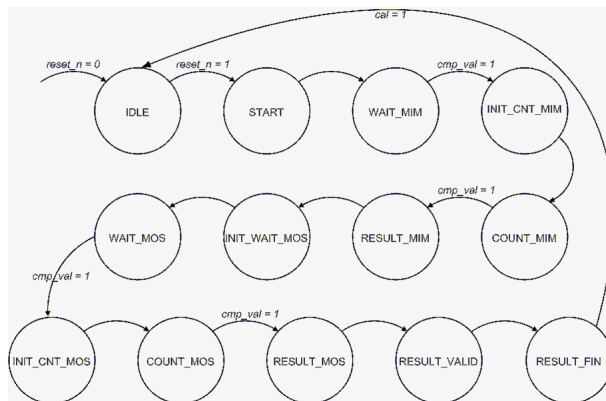 cal = 1
reset_n = 0
reset_n = 1
cmp_val = 1
IDLE
START
WAIT_MIM
INIT_CNT_MIM
cmp_val = 1
WAIT_MOS
INIT_WAIT_MOS
RESULT_MIM
COUNT_MIM
cmp_val = 1
cmp_val = 1
INIT_CNT_MOS
COUNT_MOS
RESULT_MOS
RESULT_VALID
RESULT_FIN